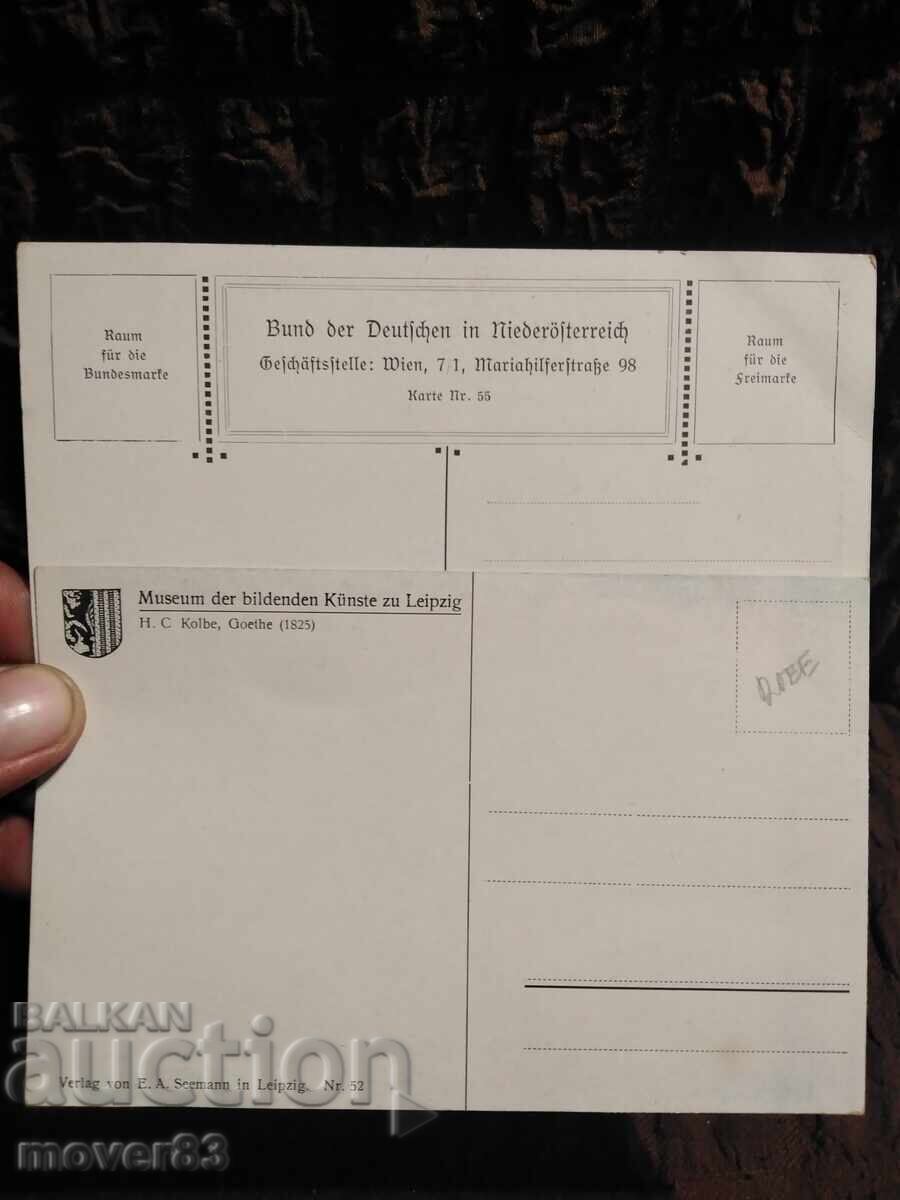 Raum
für die
Bundesmarke
Bund der Deutschen in Niederösterreich
Geschäftsstelle: Wien, 7/1, Mariahilferstraße 98
Karte Nr. 55
Raum
für die
Freimarke
Museum der bildenden Künste zu Leipzig
H. C Kolbe, Goethe (1825)
Verlag von E. A. Seemann in Leipzig. Nr. 52
BALKAN
auction
mover83